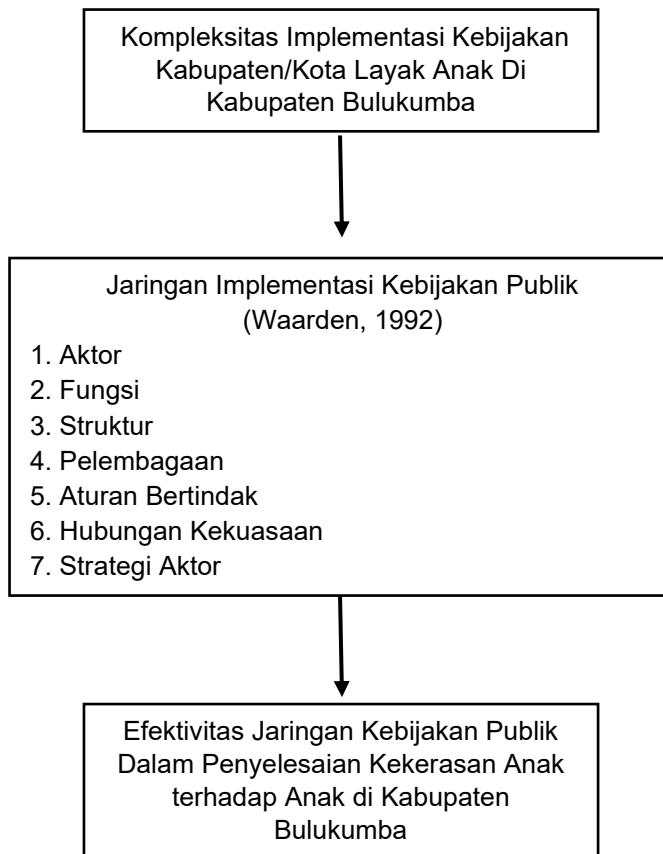 Kompleksitas Implementasi Kebijakan
Kabupaten/Kota Layak Anak Di
Kabupaten Bulukumba
Jaringan Implementasi Kebijakan Publik
(Waarden, 1992)
1. Aktor
2. Fungsi
3. Struktur
4. Pelembagaan
5. Aturan Bertindak
6. Hubungan Kekuasaan
7. Strategi Aktor
Efektivitas Jaringan Kebijakan Publik
Dalam Penyelesaian Kekerasan Anak
terhadap Anak di Kabupaten
Bulukumba